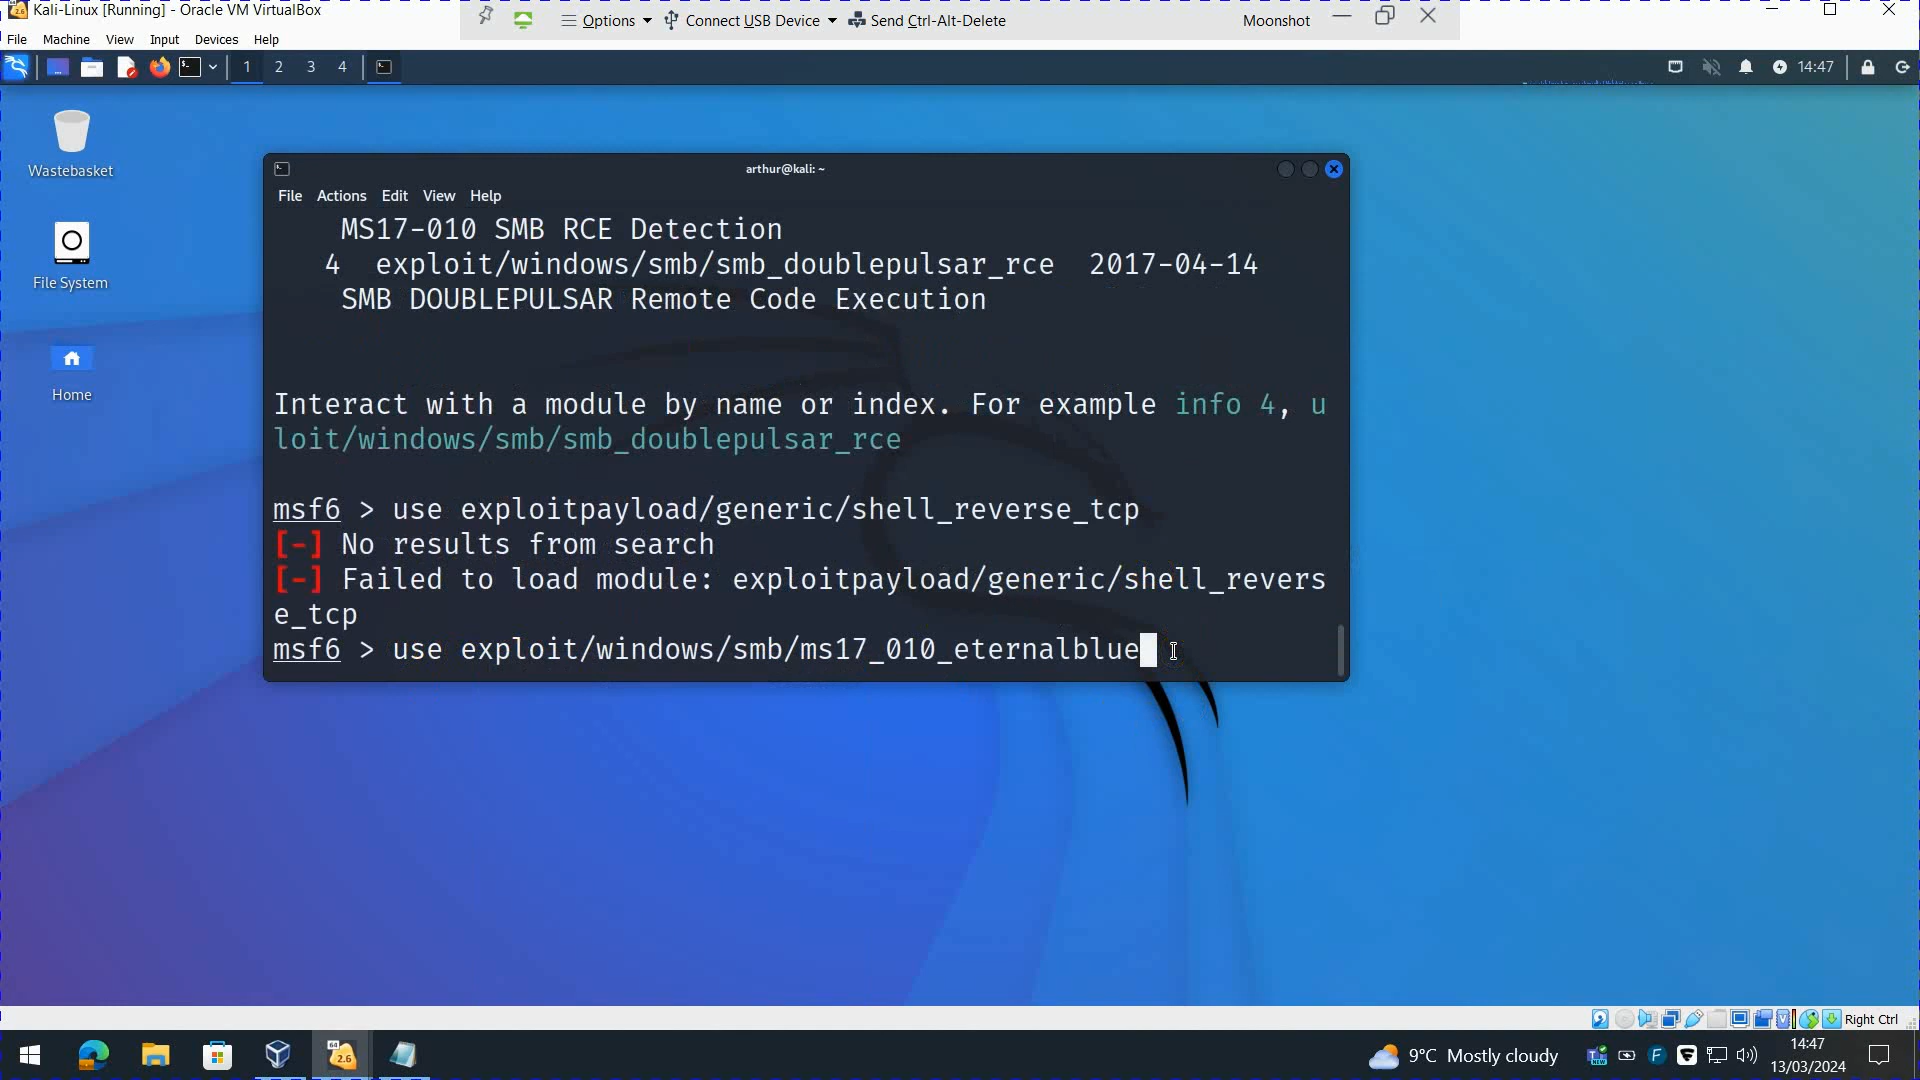 Kali-Linux [Running] - Oracle VM VirtualBox
Options
Connect USB Device
Send Ctrl-Alt-Delete
Moonshot
File Machine View Input Devices Help
1 2 3 4
14:47
Wastebasket
File System
Home
arthur@kali: ~
File Actions Edit View Help
MS17-010 SMB RCE Detection
4 exploit/windows/smb/smb_doublepulsar_rce 2017-04-14
SMB DOUBLEPULSAR Remote Code Execution
Interact with a module by name or index. For example info 4, u
loit/windows/smb/smb_doublepulsar_rce
msf6 > use exploitpayload/generic/shell_reverse_tcp
[-] No results from search
[-] Failed to load module: exploitpayload/generic/shell_revers
e_tcp
msf6 > use exploit/windows/smb/ms17_010_eternalblue
Right Ctrl
64
2.6
9°C Mostly cloudy
14:47
13/03/2024